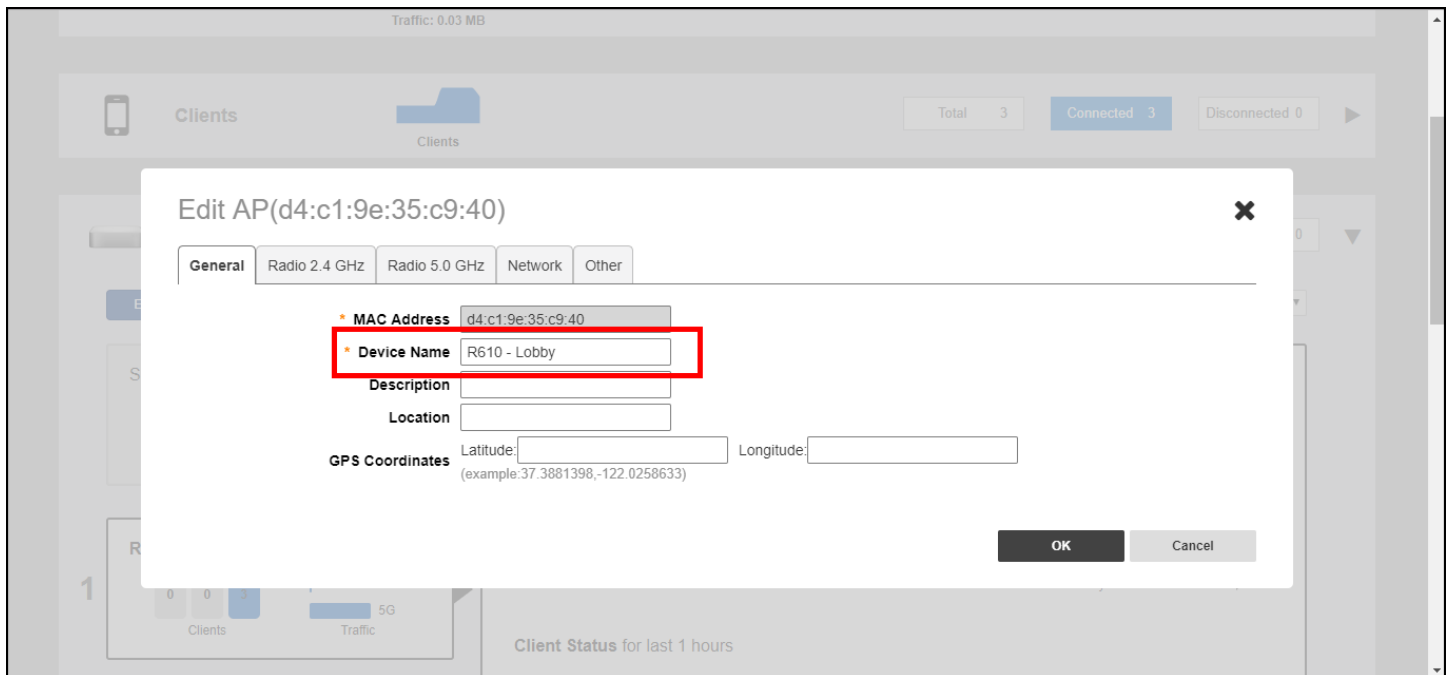 Traffic: 0.03 MB
Clients
Clients
Total 3
Connected 3
Disconnected 0
Edit AP(d4:c1:9e:35:c9:40)
General Radio 2.4 GHz Radio 5.0 GHz Network Other
* MAC Address d4:c1:9e:35:c9:40
* Device Name R610 - Lobby
Description
Location
GPS Coordinates Latitude: Longitude:
(example:37.3881398,-122.0258633)
OK Cancel
1
0 0 3
5G
Clients Traffic
Client Status for last 1 hours